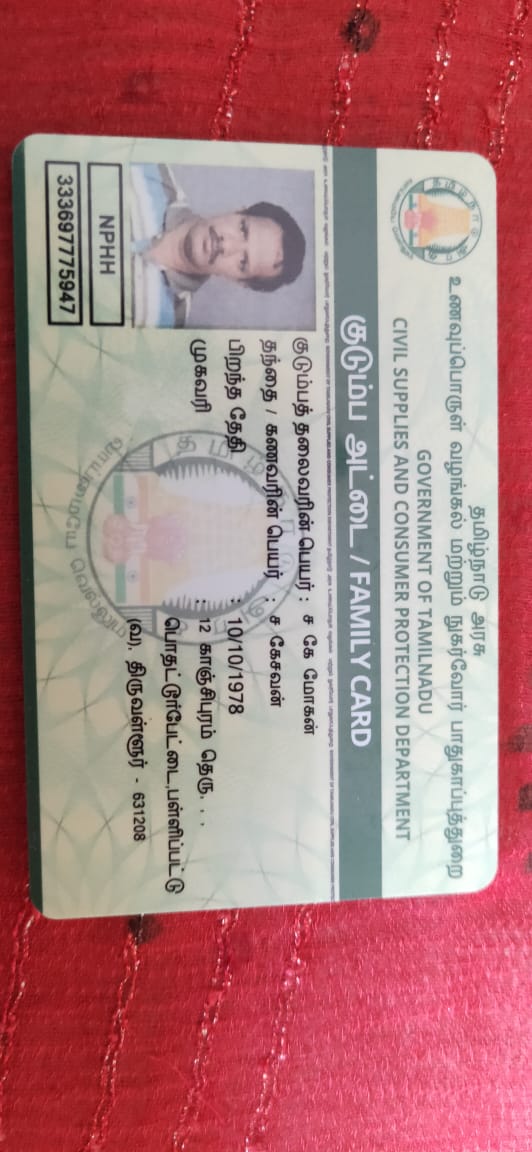 தமிழ்நாடு அரசு
உணவுப்பொருள் வழங்கல் மற்றும் நுகர்வோர் பாதுகாப்புத்துறை
GOVERNMENT OF TAMILNADU
CIVIL SUPPLIES AND CONSUMER PROTECTION DEPARTMENT
குடும்ப அட்டை / FAMILY CARD
குடும்பத் தலைவரின் பெயர் : ச கே மோகன்
தந்தை / கணவரின் பெயர் : ச கேசவன்
பிறந்த தேதி : 10/10/1978
முகவரி : 12 காஞ்சிபுரம் தெரு. . .
பொதட்டூர்பேட்டை,பள்ளிப்பட்டு
(வ), திருவள்ளூர் - 631208
NPHH
333697775947